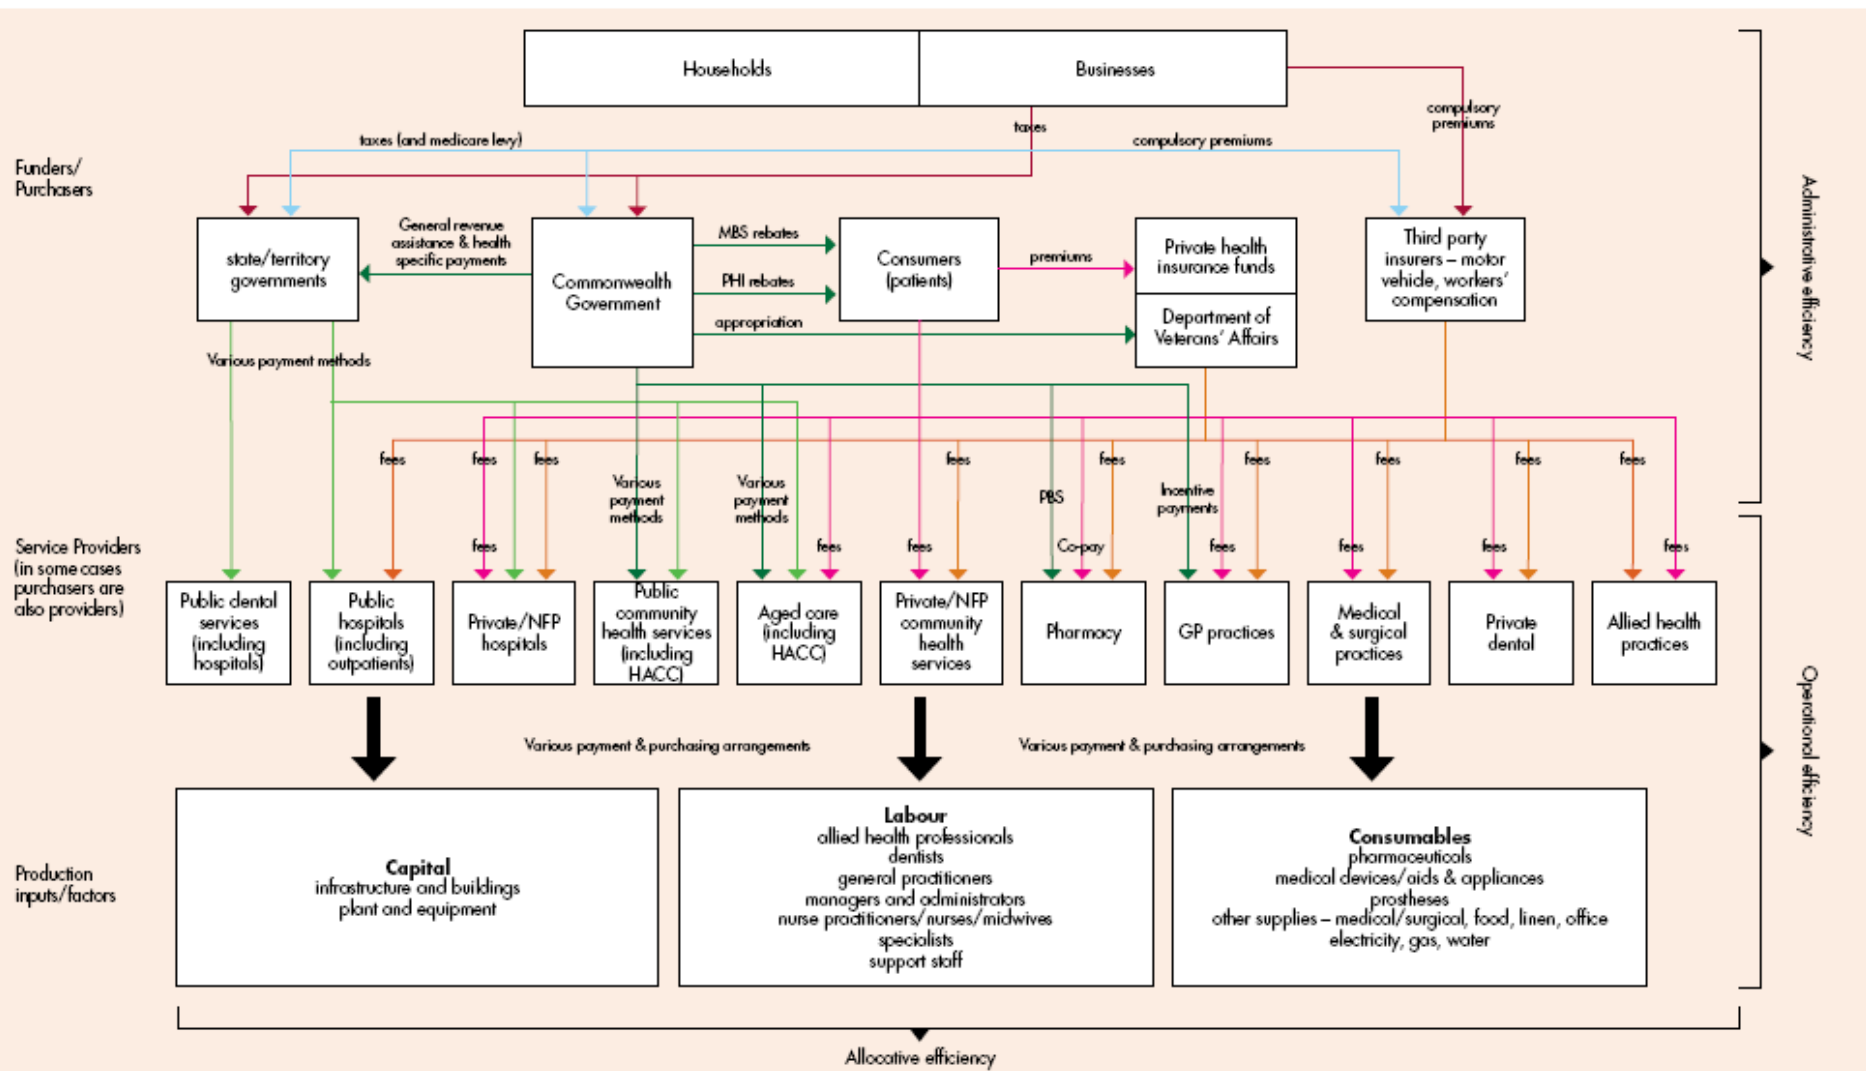 Households
Businesses
compulsory
premiums
taxes
taxes (and medicare levy)
compulsory premiums
Funders/
Purchasers
state/territory
governments
General revenue
assistance & health
specific payments
Commonwealth
Government
MBS rebates
PHI rebates
appropriation
Consumers
(patients)
premiums
Private health
insurance funds
Department of
Veterans' Affairs
Third party
insurers – motor
vehicle, workers'
compensation
Administrative efficiency
Various payment methods
fees
fees
fees
fees
fees
fees
fees
fees
fees
Various
payment
methods
Various
payment
methods
PBS
Incentive
payments
fees
fees
fees
Co-pay
fees
fees
fees
fees
Service Providers
(in some cases
purchasers are
also providers)
Public dental
services
(including
hospitals)
Public
hospitals
(including
outpatients)
Private/NFP
hospitals
Public
community
health services
(including
HACC)
Aged care
(including
HACC)
Private/NFP
community
health
services
Pharmacy
GP practices
Medical
& surgical
practices
Private
dental
Allied health
practices
Operational efficiency
Various payment & purchasing arrangements
Various payment & purchasing arrangements
Production
inputs/factors
Capital
infrastructure and buildings
plant and equipment
Labour
allied health professionals
dentists
general practitioners
managers and administrators
nurse practitioners/nurses/midwives
specialists
support staff
Consumables
pharmaceuticals
medical devices/aids & appliances
prostheses
other supplies – medical/surgical, food, linen, office
electricity, gas, water
Allocative efficiency